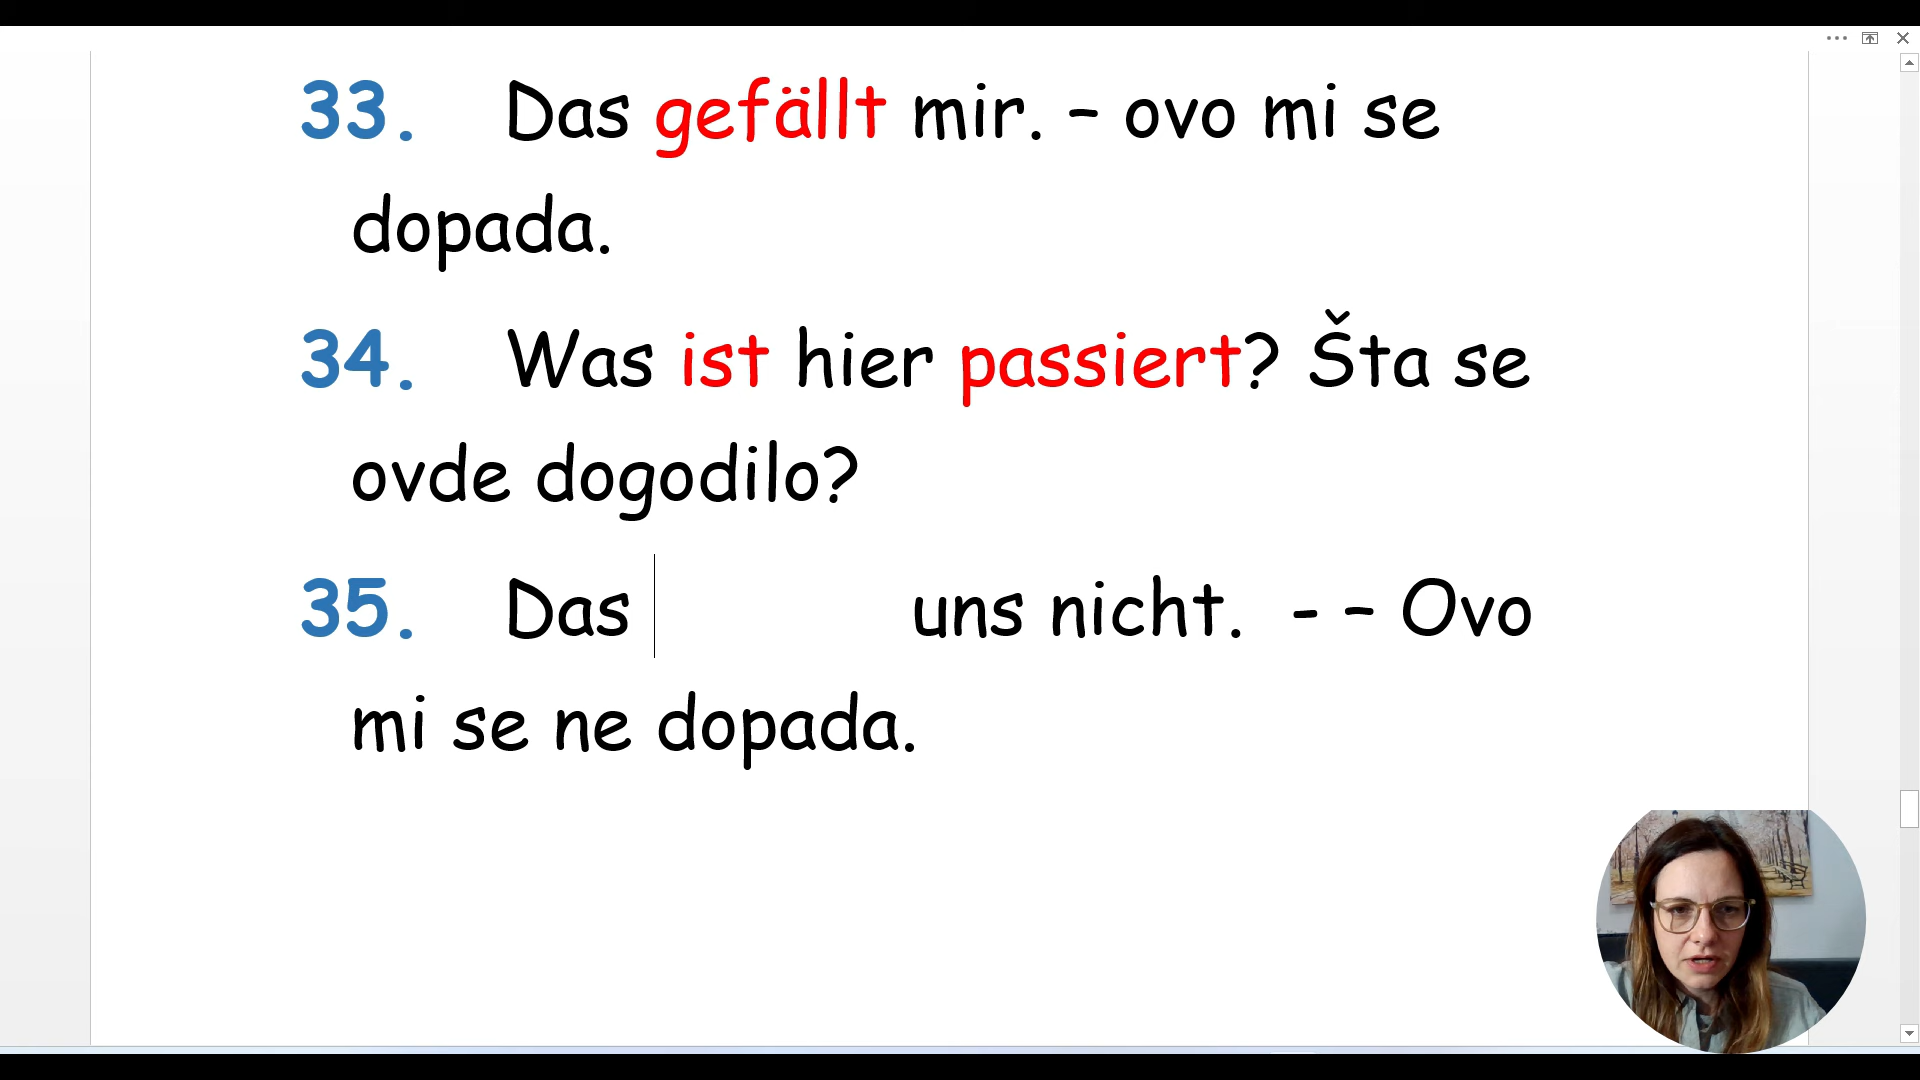 33. Das gefällt mir. – ovo mi se
dopada.
34. Was ist hier passiert? Šta se
ovde dogodilo?
35. Das uns nicht. - – Ovo
mi se ne dopada.